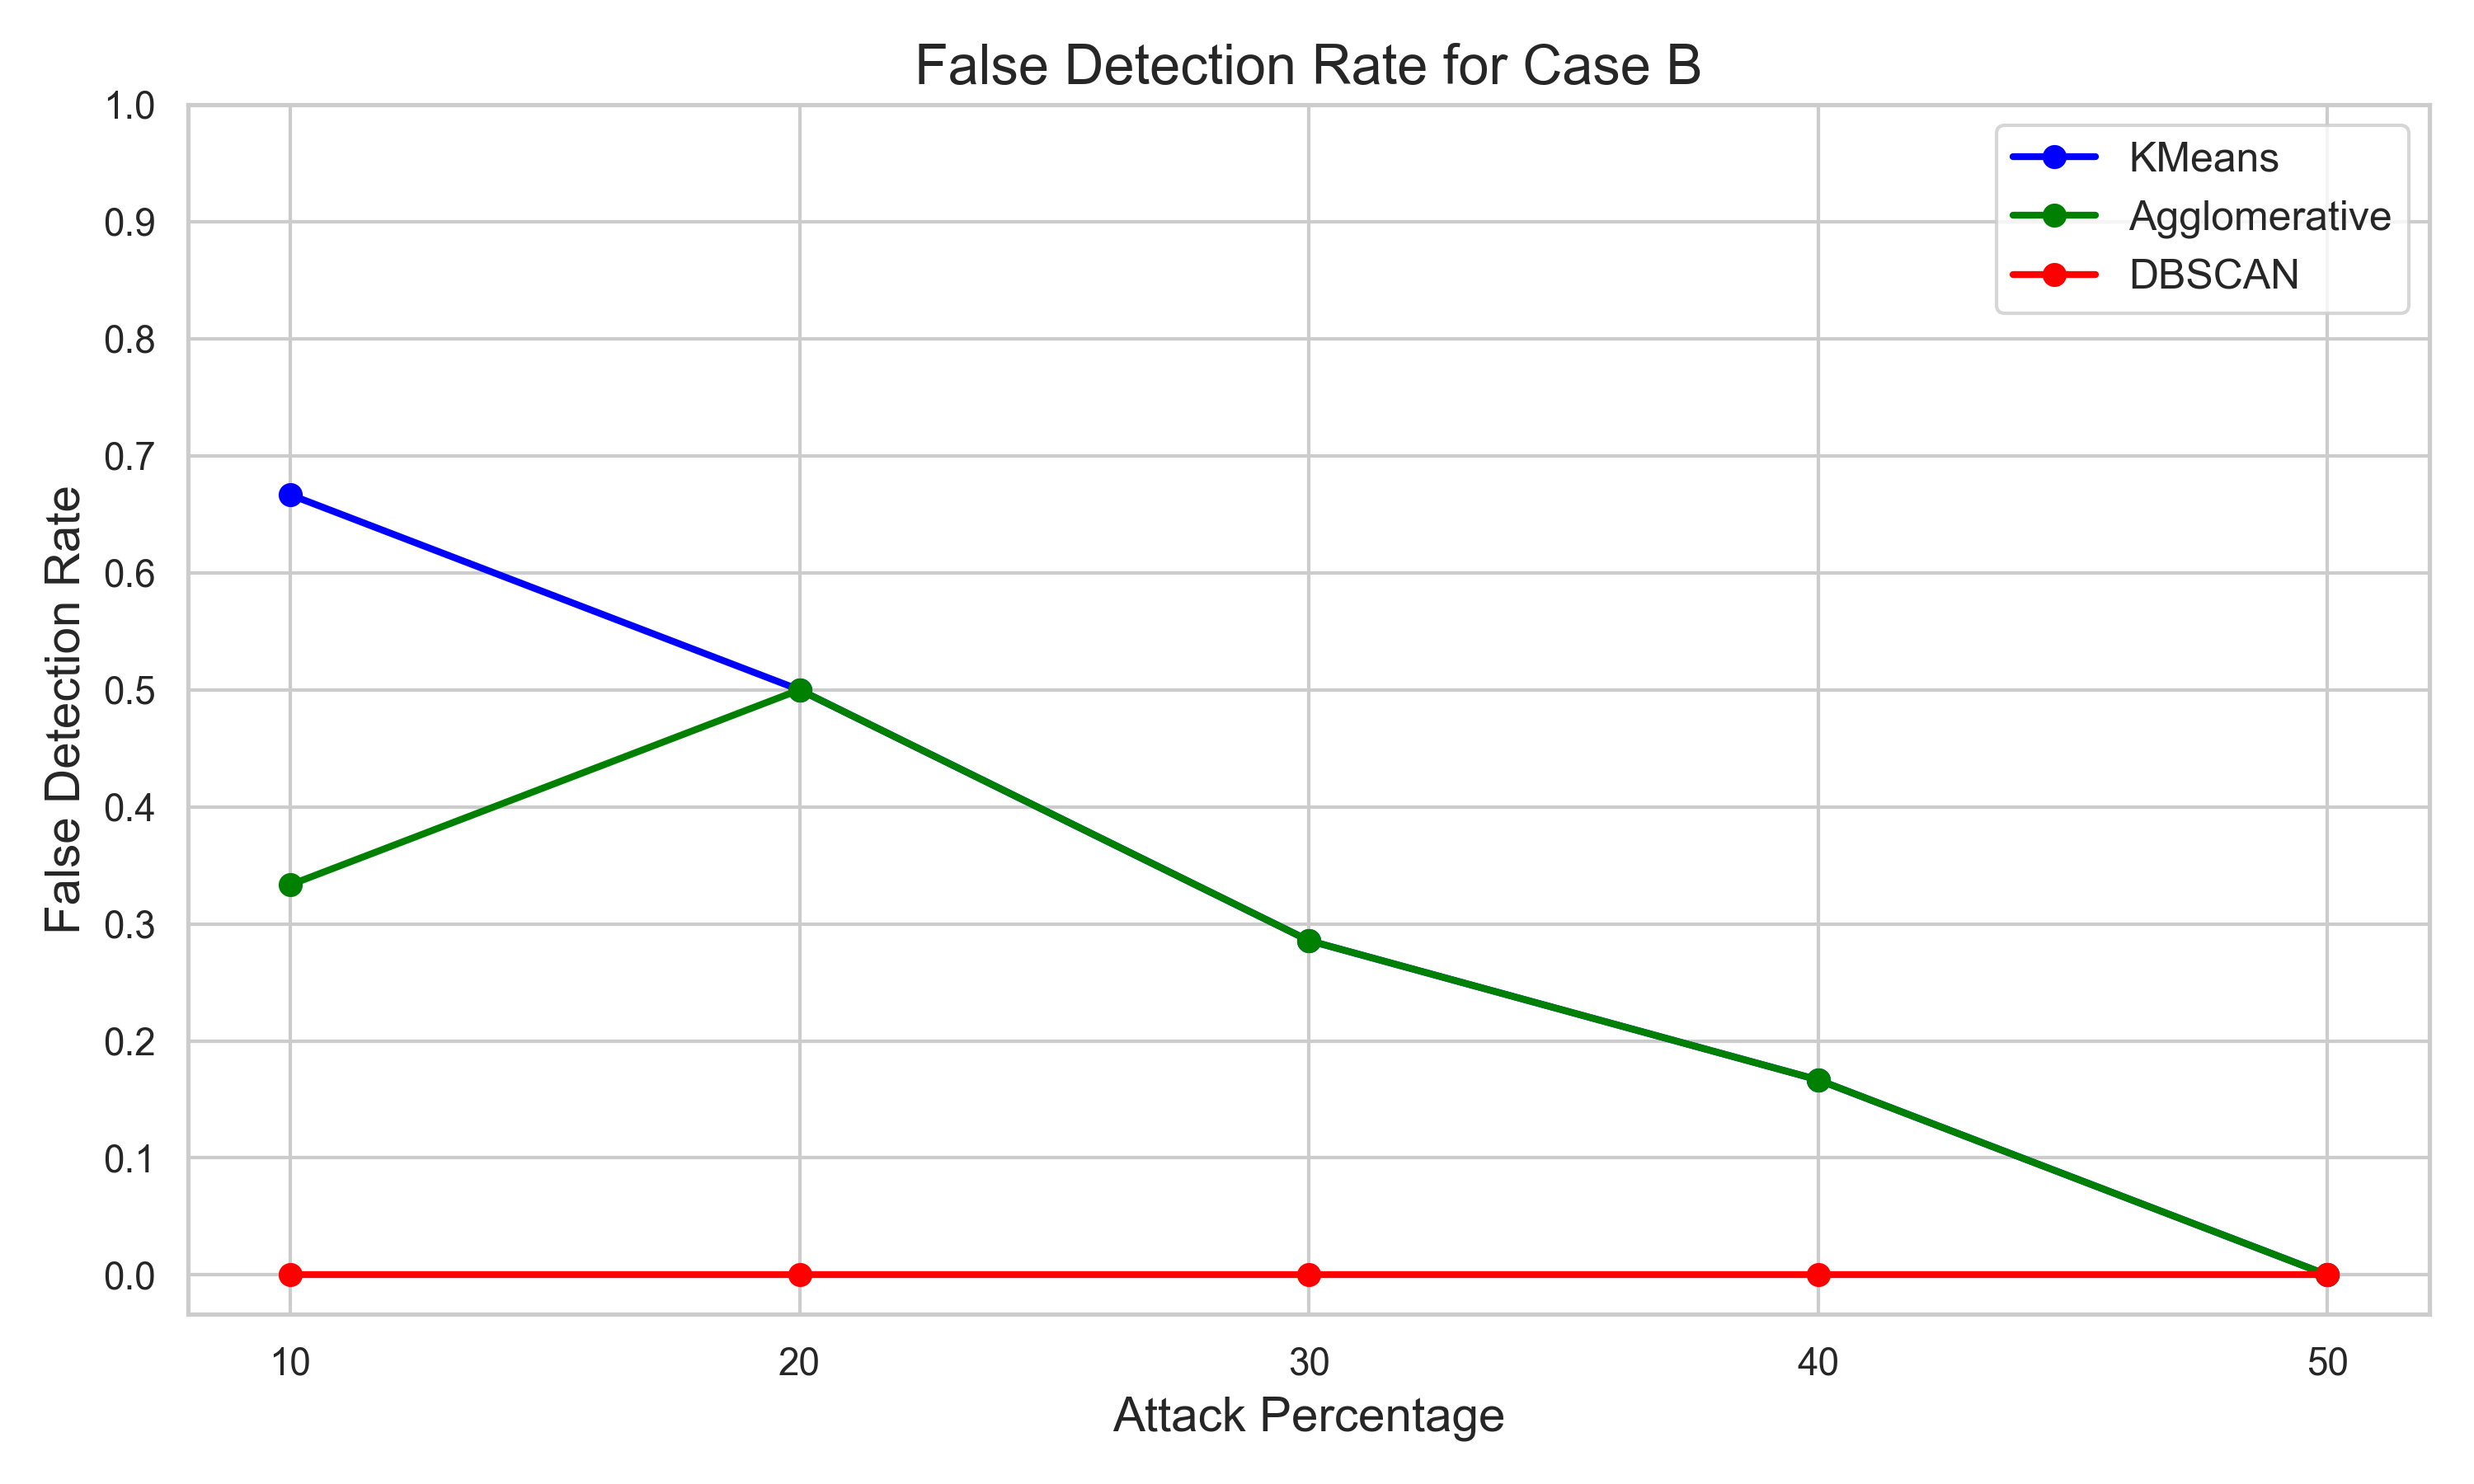 False Detection Rate for Case B
1.0
0.9
0.8
0.7
0.6
0.5
0.4
0.3
0.2
0.1
0.0
False Detection Rate
KMeans
Agglomerative
DBSCAN
10 20 30 40 50
Attack Percentage